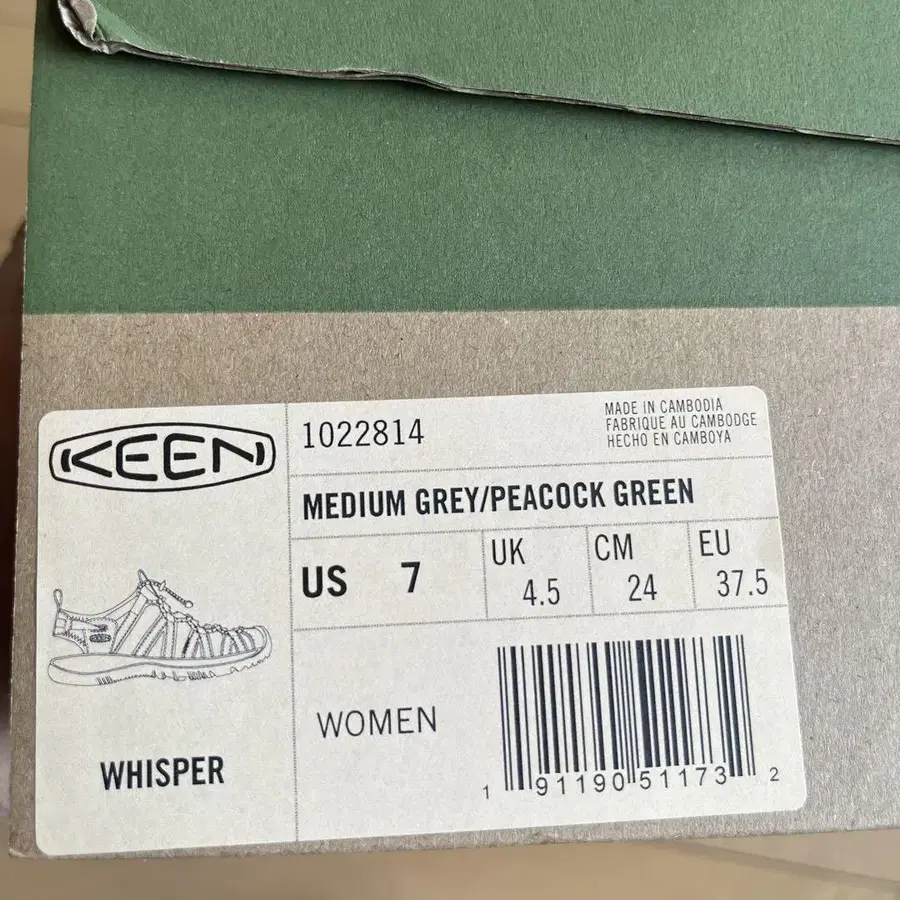 KEEN
1022814
MADE IN CAMBODIA
FABRIQUE AU CAMBODGE
HECHO EN CAMBOYA
MEDIUM GREY/PEACOCK GREEN
US 7
UK 4.5
CM 24
EU 37.5
WHISPER
WOMEN
1 91190 51173 2